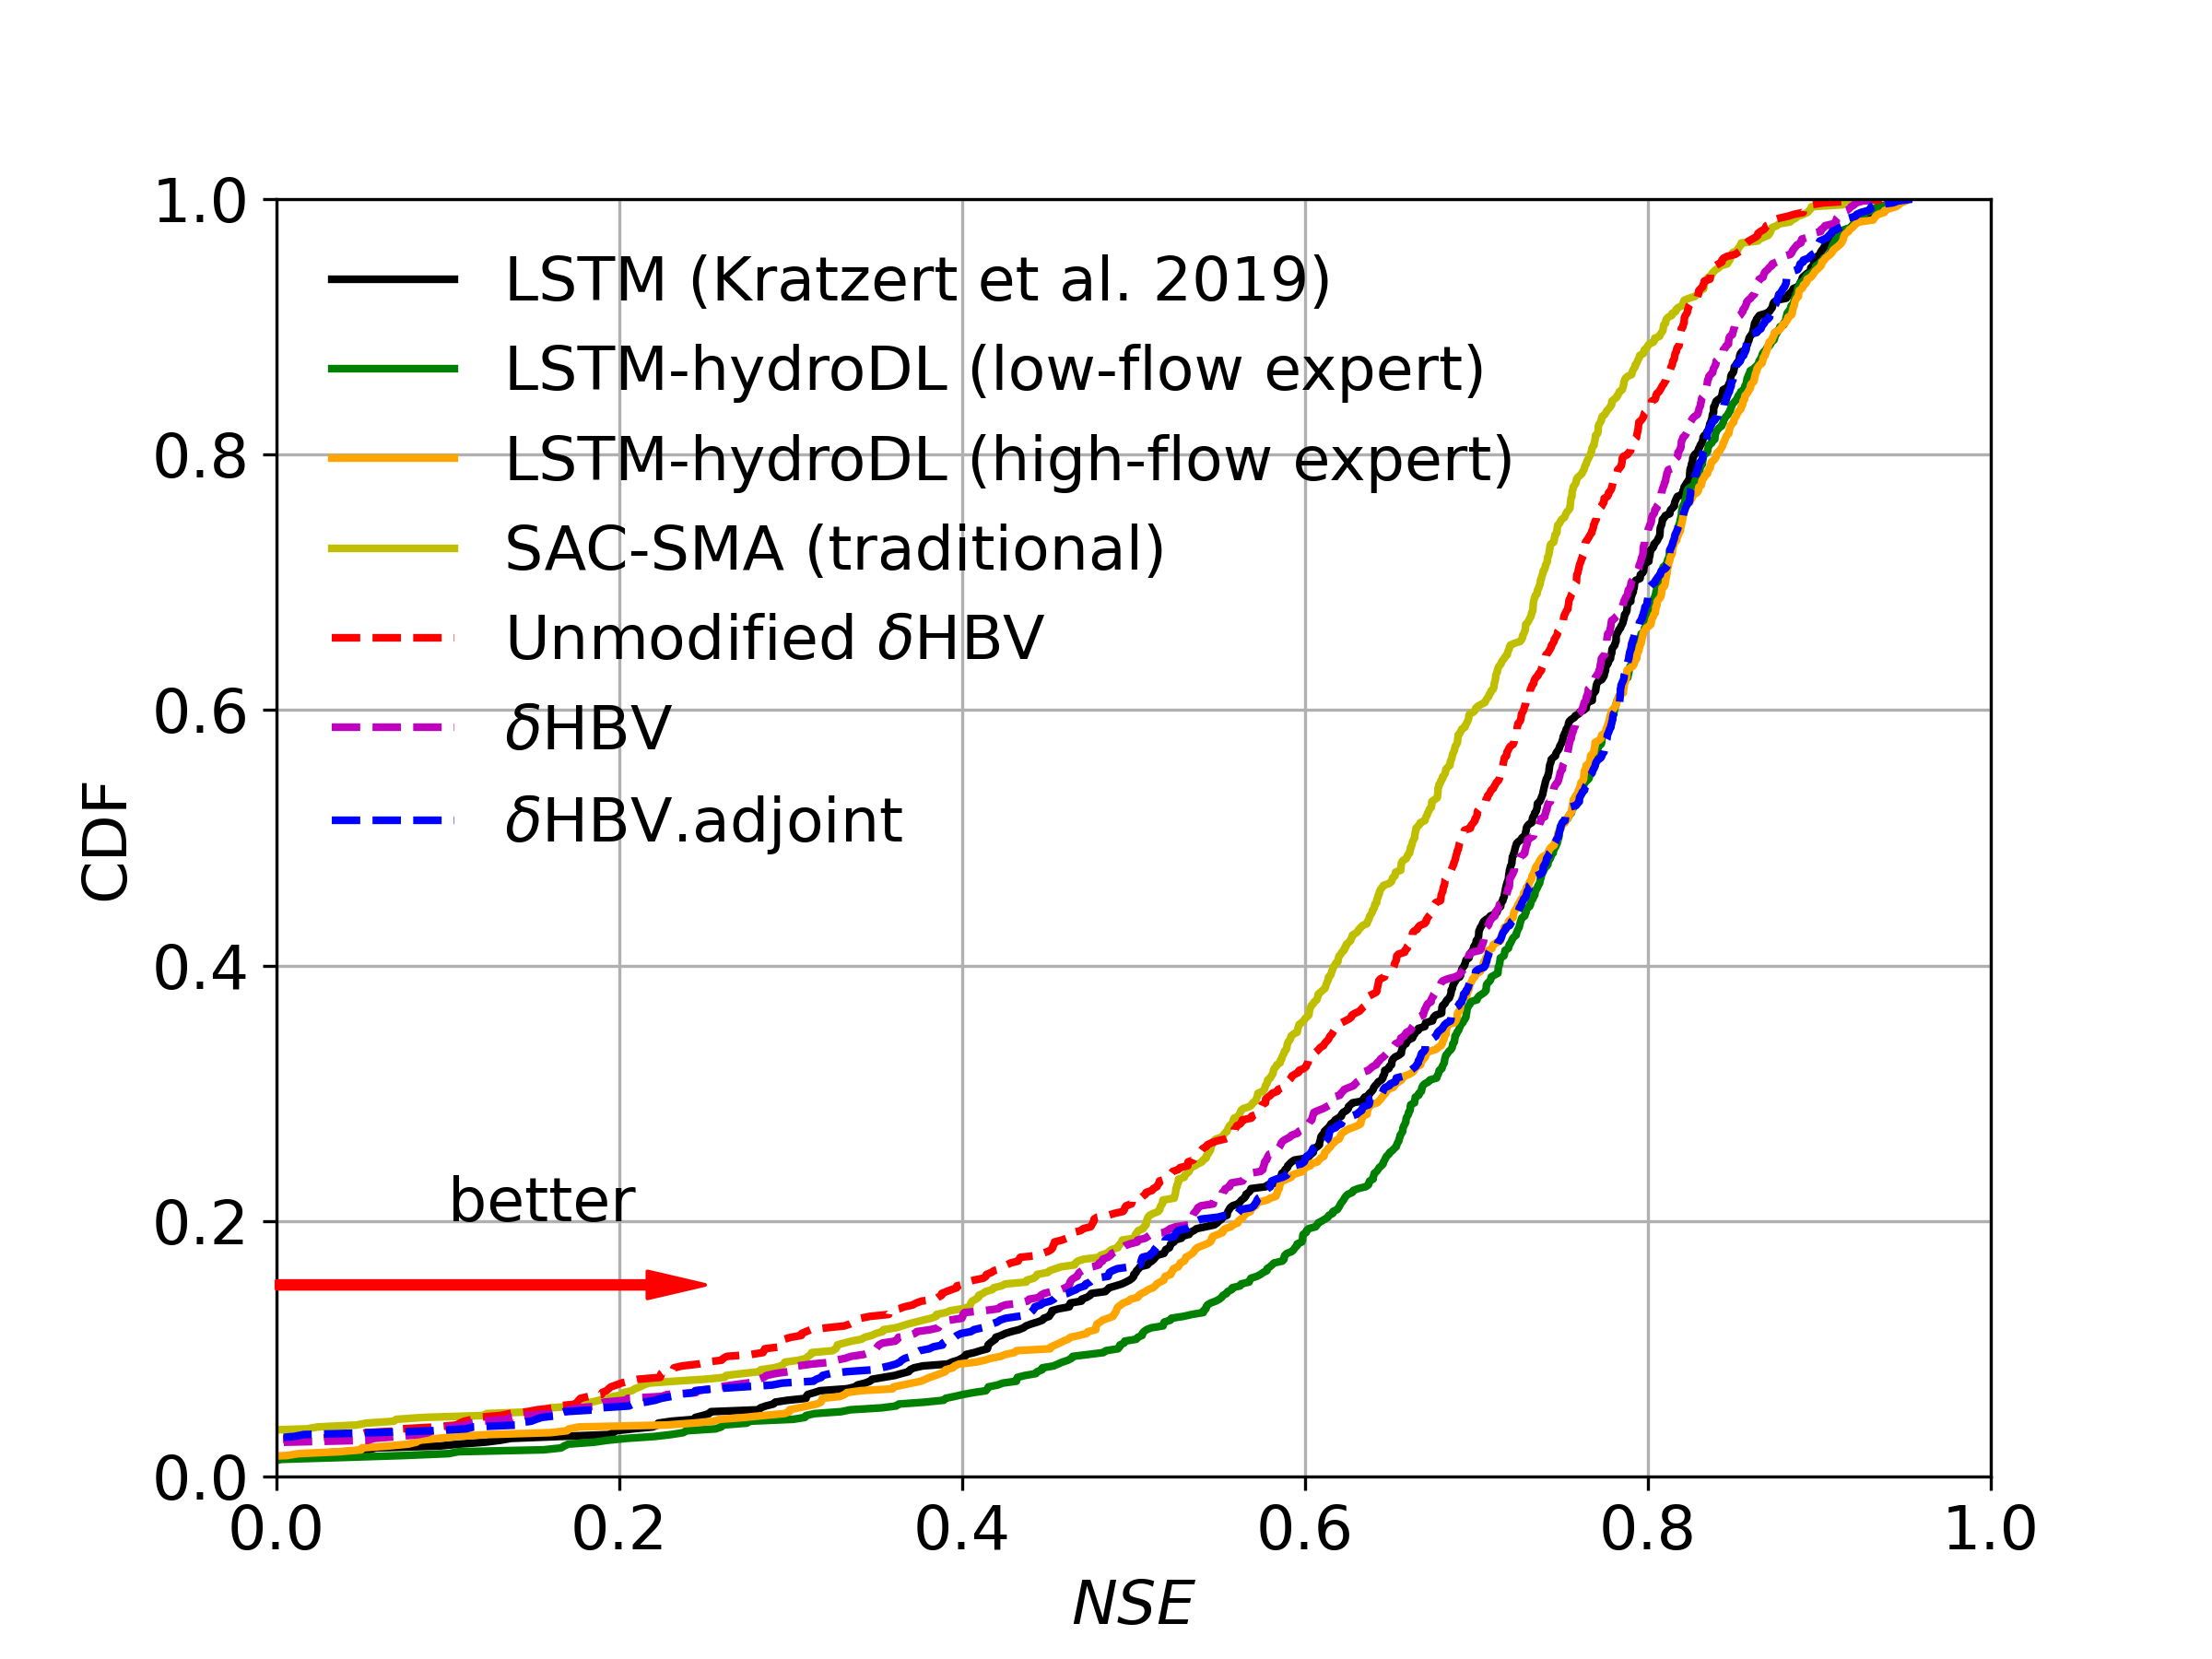 1.0
LSTM (Kratzert et al. 2019)
LSTM-hydroDL (low-flow expert)
0.8
LSTM-hydroDL (high-flow expert)
SAC-SMA (traditional)
Unmodified δHBV
0.6
δHBV
δHBV.adjoint
CDF
0.4
0.2
better
0.0
0.0 0.2 0.4 0.6 0.8 1.0
NSE